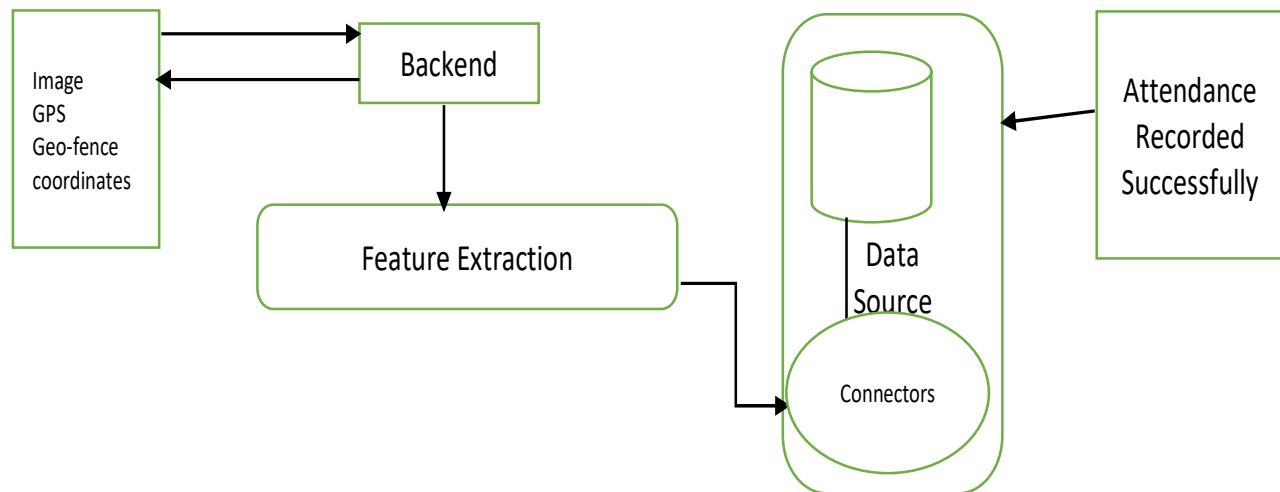 Image
GPS
Geo-fence
coordinates
Backend
Feature Extraction
Data
Source
Connectors
Attendance
Recorded
Successfully